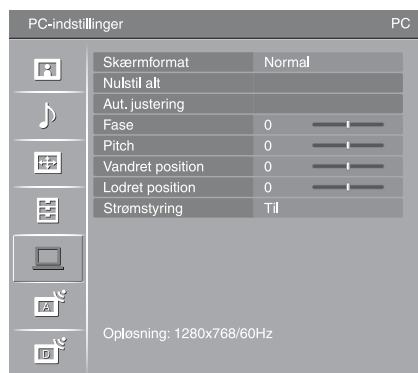 PC-indstillinger PC
Skærmformat Normal
Nulstil alt
Aut. justering
Fase 0
Pitch 0
Vandret position 0
Lodret position 0
Strømstyring Til
A
D
Opløsning: 1280x768/60Hz